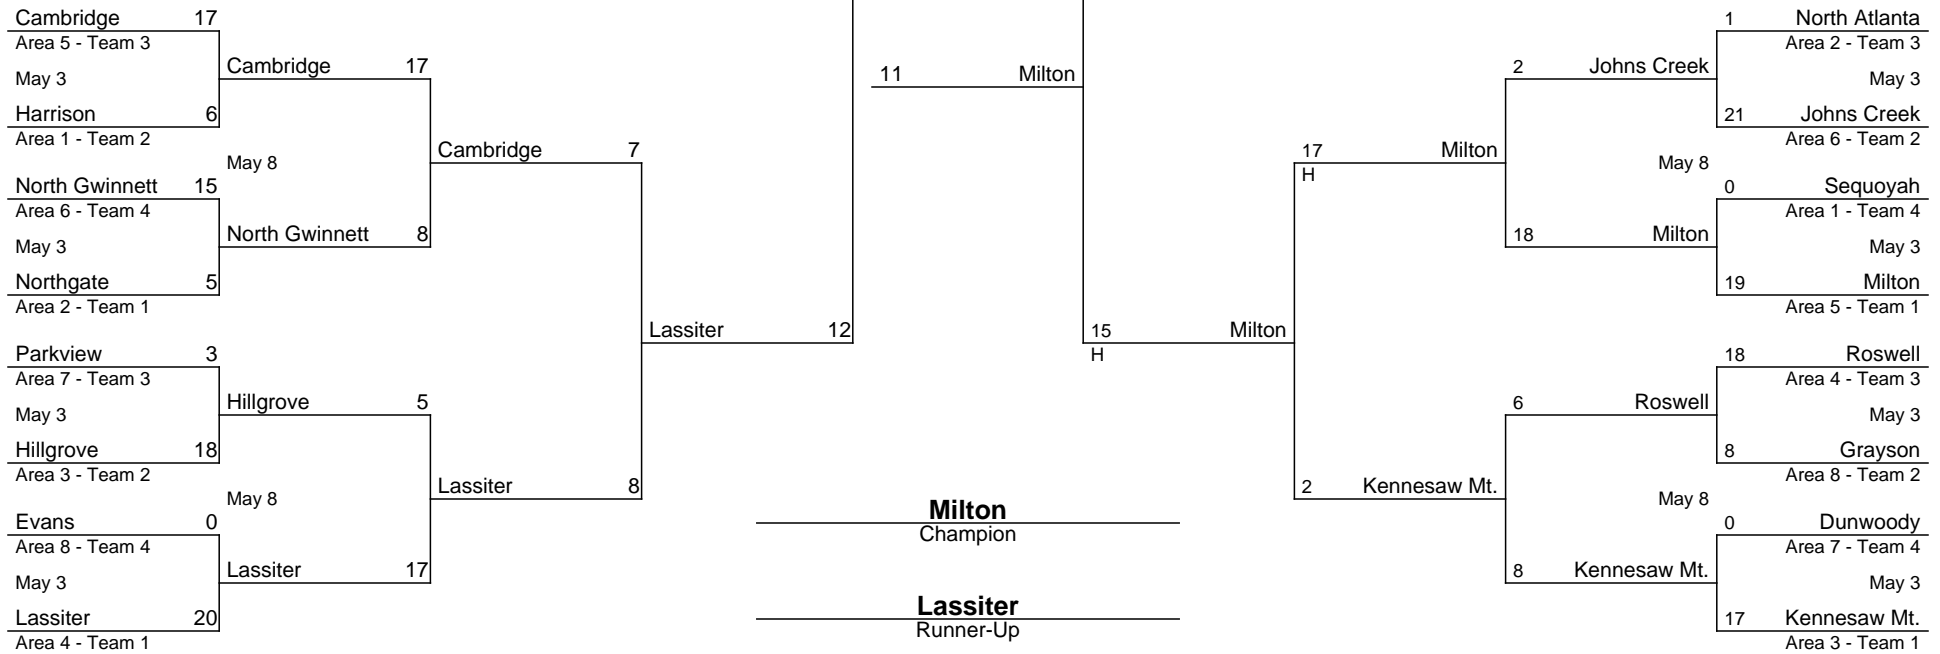 Cambridge 17
Area 5 - Team 3
May 3
Harrison 6
Area 1 - Team 2
North Gwinnett 15
Area 6 - Team 4
May 3
Northgate 5
Area 2 - Team 1
Parkview 3
Area 7 - Team 3
May 3
Hillgrove 18
Area 3 - Team 2
Evans 0
Area 8 - Team 4
May 3
Lassiter 20
Area 4 - Team 1
Cambridge 17
May 8
North Gwinnett 8
Hillgrove 5
May 8
Lassiter 17
Cambridge 7
Lassiter 8
Lassiter 12
11 Milton
Milton
Champion
Lassiter
Runner-Up
15 Milton
H
17 Milton
H
2 Kennesaw Mt.
2 Johns Creek
May 8
18 Milton
6 Roswell
May 8
8 Kennesaw Mt.
1 North Atlanta
Area 2 - Team 3
May 3
21 Johns Creek
Area 6 - Team 2
0 Sequoyah
Area 1 - Team 4
May 3
19 Milton
Area 5 - Team 1
18 Roswell
Area 4 - Team 3
May 3
8 Grayson
Area 8 - Team 2
0 Dunwoody
Area 7 - Team 4
May 3
17 Kennesaw Mt.
Area 3 - Team 1